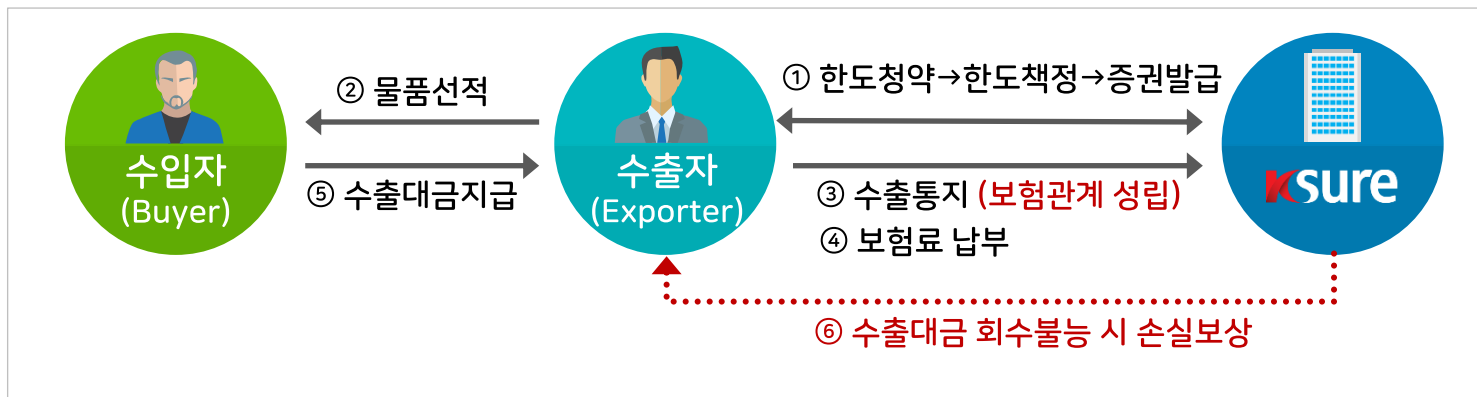 ① 한도청약→한도책정→증권발급
② 물품선적
수입자
(Buyer)
⑤ 수출대금지급
수출자
(Exporter)
③ 수출통지 (보험관계 성립)
④ 보험료 납부
Ksure
⑥ 수출대금 회수불능 시 손실보상